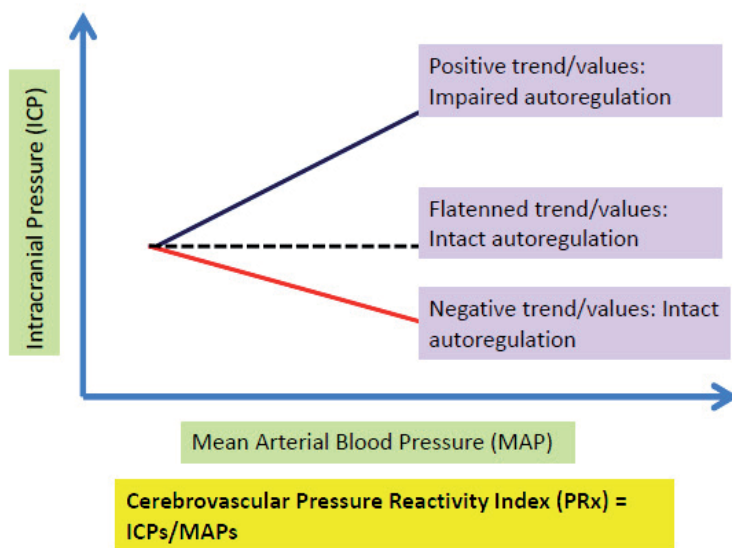 Intracranial Pressure (ICP)
Positive trend/values:
Impaired autoregulation
Flatenned trend/values:
Intact autoregulation
Negative trend/values: Intact
autoregulation
Mean Arterial Blood Pressure (MAP)
Cerebrovascular Pressure Reactivity Index (PRx) =
ICPs/MAPs